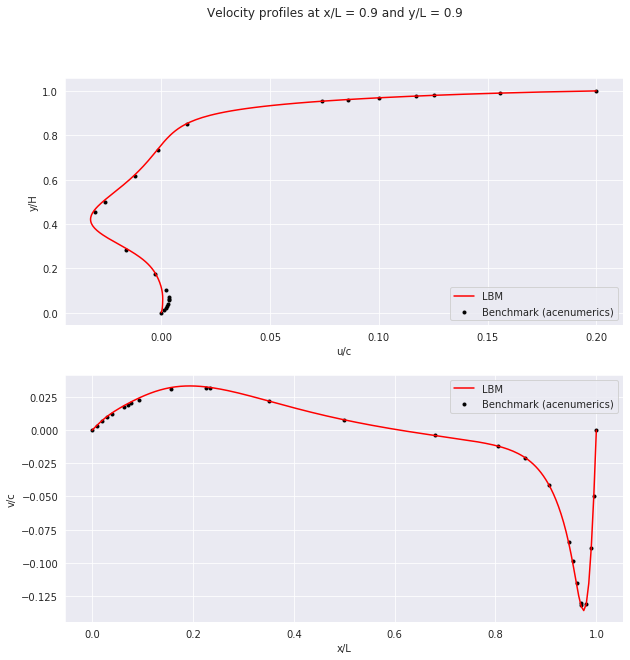 Velocity profiles at x/L = 0.9 and y/L = 0.9
1.0
0.8
0.6
0.4
0.2
0.0
y/H
LBM
Benchmark (acenumerics)
0.00 0.05 0.10 0.15 0.20
u/c
0.025
0.000
−0.025
−0.050
−0.075
−0.100
−0.125
v/c
LBM
Benchmark (acenumerics)
0.0 0.2 0.4 0.6 0.8 1.0
x/L